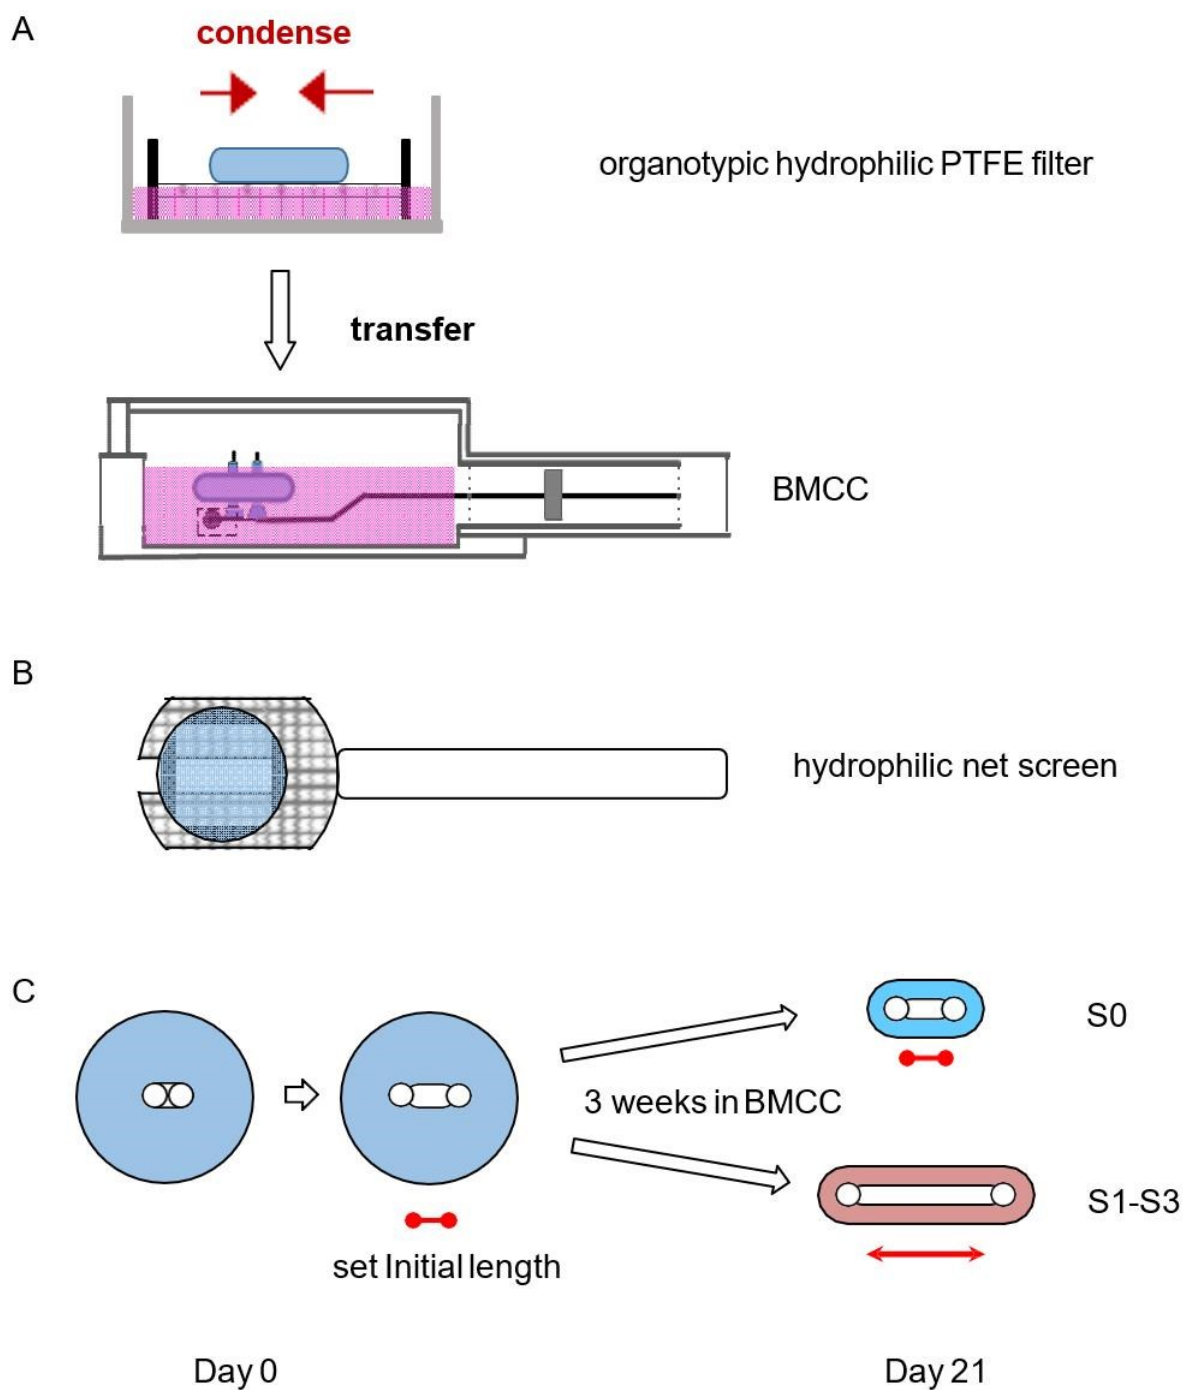 A
condense
organotypic hydrophilic PTFE filter
transfer
BMCC
B
hydrophilic net screen
C
S0
3 weeks in BMCC
S1-S3
set Initial length
Day 0
Day 21